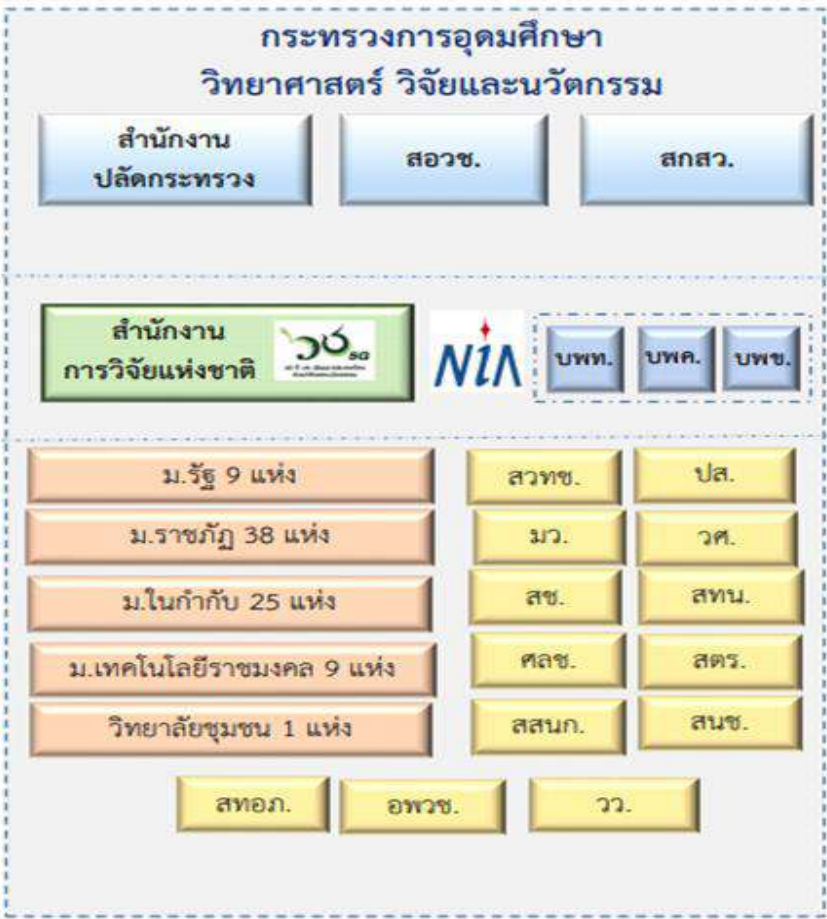 กระทรวงการอุดมศึกษา
วิทยาศาสตร์ วิจัยและนวัตกรรม
สำนักงาน
ปลัดกระทรวง
สอวช.
สกสว.
สำนักงาน
การวิจัยแห่งชาติ
วช
NIA
บพท.
บพค.
บพข.
ม.รัฐ 9 แห่ง
สวทช.
ปส.
ม.ราชภัฏ 38 แห่ง
มว.
วศ.
ม.ในกำกับ 25 แห่ง
สซ.
สทน.
ม.เทคโนโลยีราชมงคล 9 แห่ง
ศลช.
สดร.
วิทยาลัยชุมชน 1 แห่ง
สสนก.
สนช.
สทอภ.
อพวช.
วว.